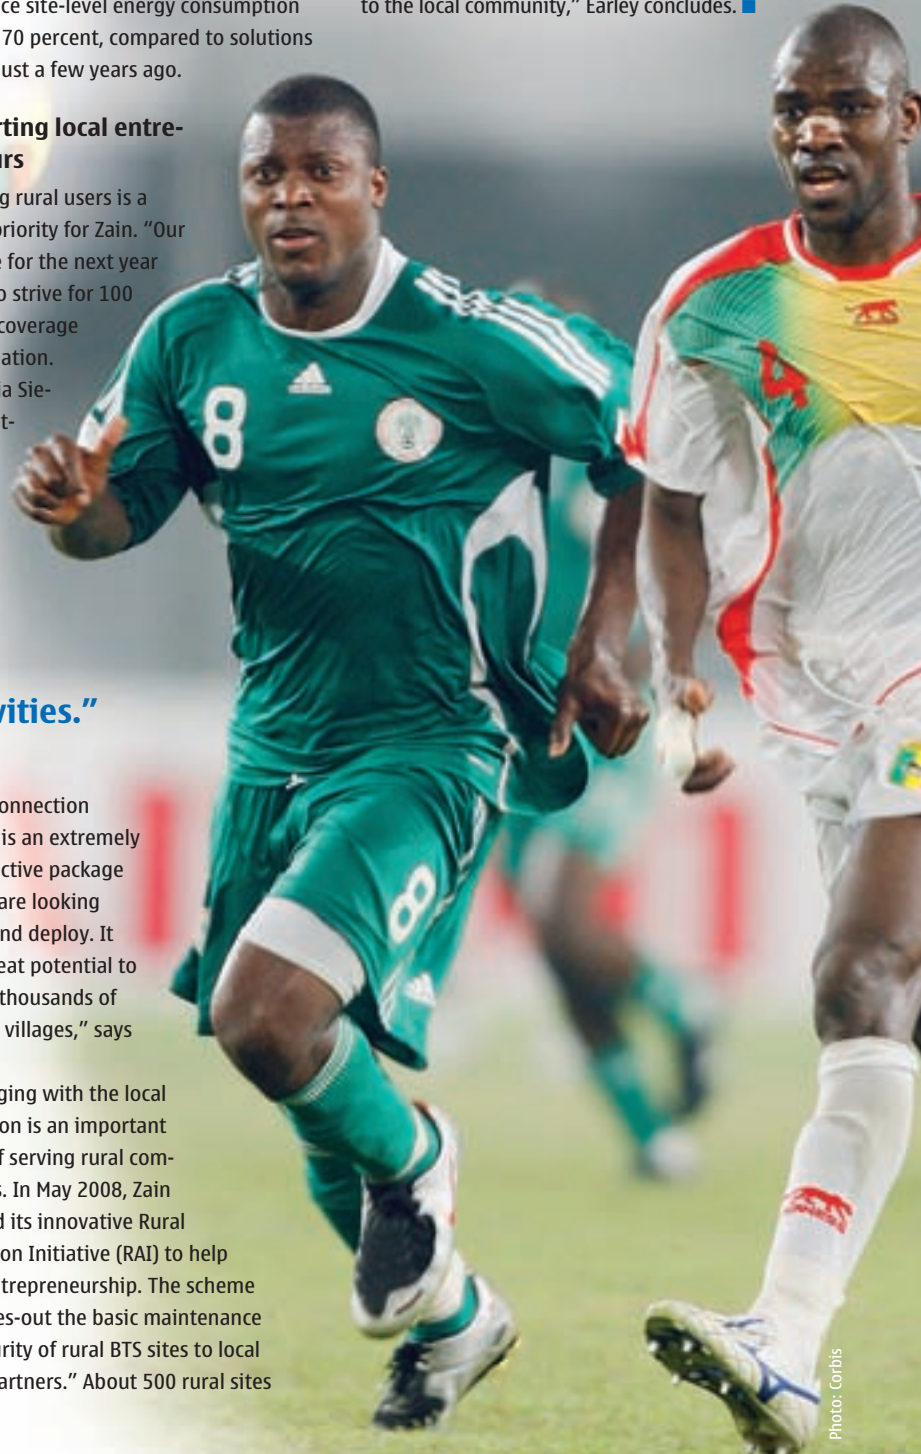 ce site-level energy consumption
70 percent, compared to solutions
ust a few years ago.
rting local entre-
urs
g rural users is a
priority for Zain. “Our
e for the next year
o strive for 100
coverage
ation.
ia Sie-
t-
vities.”
onnection
is an extremely
ctive package
are looking
nd deploy. It
eat potential to
thousands of
villages,” says
ging with the local
on is an important
f serving rural com-
s. In May 2008, Zain
d its innovative Rural
on Initiative (RAI) to help
trepreneurship. The scheme
es-out the basic maintenance
urity of rural BTS sites to local
artners.” About 500 rural sites
to the local community,” Earley concludes.
8
adidas
4
8
Photo: Corbis